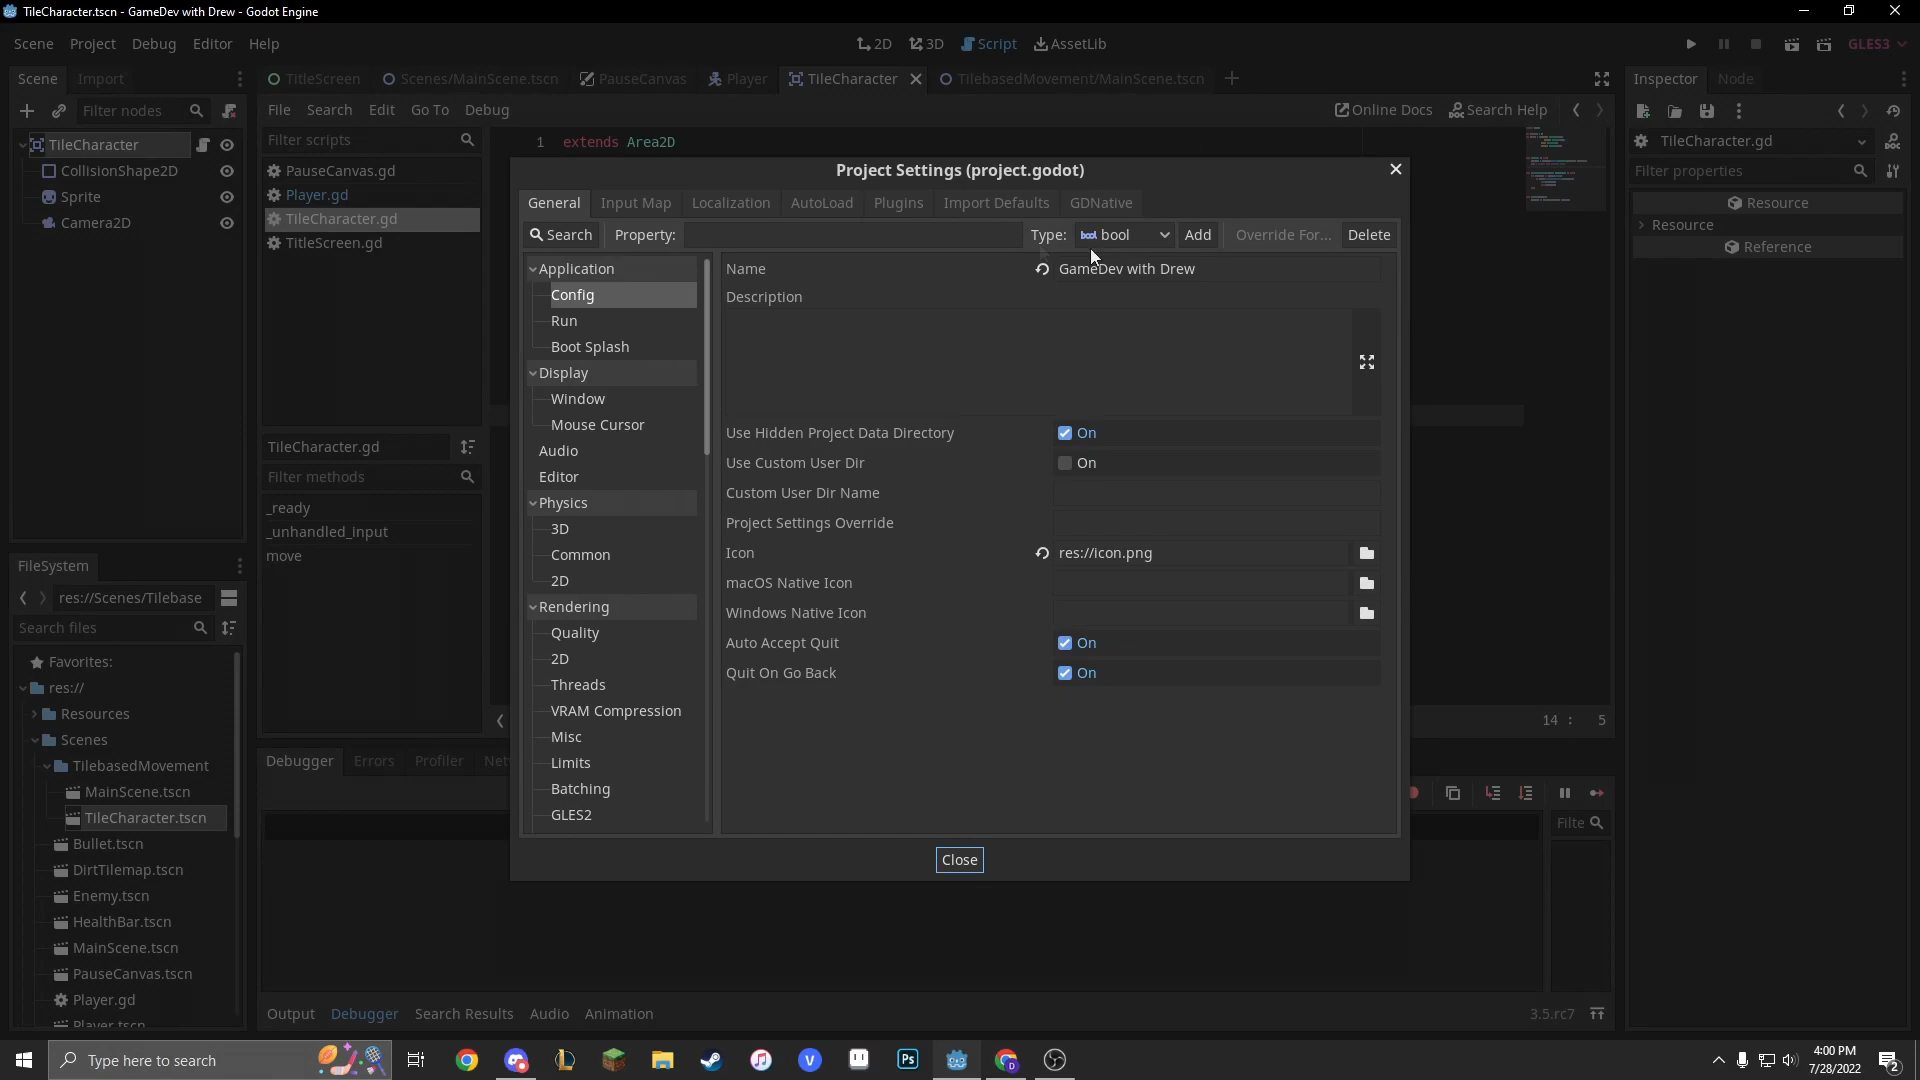 TileCharacter.tscn - GameDev with Drew - Godot Engine
Scene Project Debug Editor Help
2D 3D Script AssetLib
GLES3
Scene Import
TitleScreen Scenes/MainScene.tscn PauseCanvas Player TileCharacter TilebasedMovement/MainScene.tscn
Inspector Node
Filter nodes
File Search Edit Go To Debug
Online Docs Search Help
TileCharacter
CollisionShape2D
Sprite
Camera2D
Filter scripts
PauseCanvas.gd
Player.gd
TileCharacter.gd
TitleScreen.gd
1 extends Area2D
TileCharacter.gd
Filter properties
Resource
Resource
Reference
Project Settings (project.godot)
General Input Map Localization AutoLoad Plugins Import Defaults GDNative
Search Property: Type: bool Add Override For... Delete
Application
Config
Run
Boot Splash
Display
Window
Mouse Cursor
Audio
Editor
Physics
3D
Common
2D
Rendering
Quality
2D
Threads
VRAM Compression
Misc
Limits
Batching
GLES2
Name GameDev with Drew
Description
Use Hidden Project Data Directory On
Use Custom User Dir On
Custom User Dir Name
Project Settings Override
Icon res://icon.png
macOS Native Icon
Windows Native Icon
Auto Accept Quit On
Quit On Go Back On
Close
TileCharacter.gd
Filter methods
_ready
_unhandled_input
move
14 : 5
FileSystem
res://Scenes/Tilebase
Search files
Favorites:
res://
Resources
Scenes
TilebasedMovement
MainScene.tscn
TileCharacter.tscn
Bullet.tscn
DirtTilemap.tscn
Enemy.tscn
HealthBar.tscn
MainScene.tscn
PauseCanvas.tscn
Player.gd
Player.tscn
Debugger Errors Profiler Net
Filte
Output Debugger Search Results Audio Animation
3.5.rc7
Type here to search
Ps
4:00 PM
7/28/2022
2